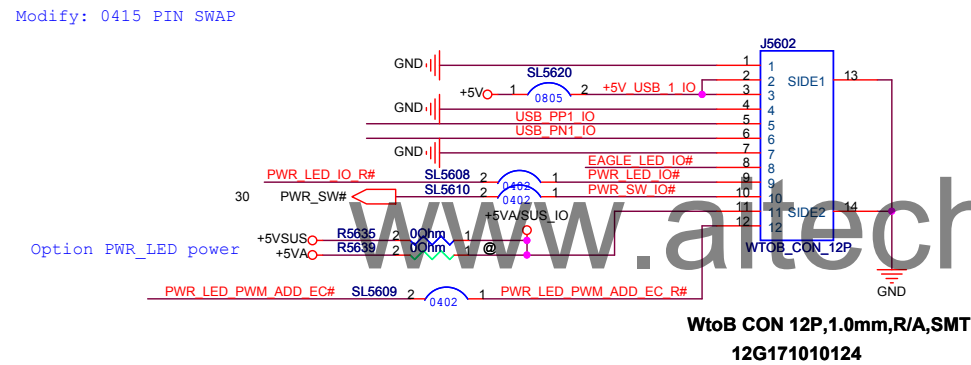 Modify: 0415 PIN SWAP
J5602
GND
1 1
SL5620
2 2 SIDE1 13
+5V 1 0805 2 +5V_USB_1_IO 3 3
GND 4 4
USB_PP1_IO 5 5
USB_PN1_IO 6 6
GND 7 7
EAGLE_LED_IO# 8 8
PWR_LED_IO_R# SL5608 2 0402 1 PWR_LED_IO# 9 9
30 PWR_SW# SL5610 2 0402 1 PWR_SW_IO# 10 10
+5VA/SUS_IO 11 11 SIDE2 14
12 12
+5VSUS R5635 2 0Ohm 1
Option PWR_LED power
+5VA R5639 2 0Ohm 1 @
WTOB_CON_12P
www.aitech
GND
PWR_LED_PWM_ADD_EC# SL5609 2 0402 1 PWR_LED_PWM_ADD_EC_R#
WtoB CON 12P,1.0mm,R/A,SMT
12G171010124